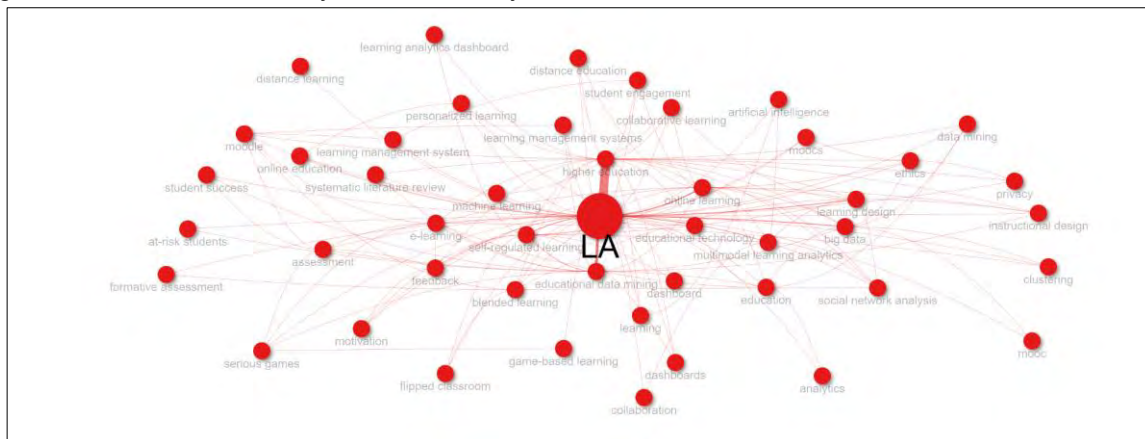 learning analytics dashboard
distance education
distance learning
student engagement
artificial intelligence
personalized learning
collaborative learning
data mining
learning management systems
moodle
learning management system
moocs
online education
higher education
ethics
student success
systematic literature review
privacy
machine learning
online learning
learning design
instructional design
at-risk students
e-learning
self-regulated learning
LA
educational technology
big data
assessment
multimodel learning analytics
formative assessment
feedback
educational data mining
dashboard
clustering
blended learning
education
social network analysis
learning
motivation
mooc
serious games
game-based learning
flipped classroom
dashboards
analytics
collaboration